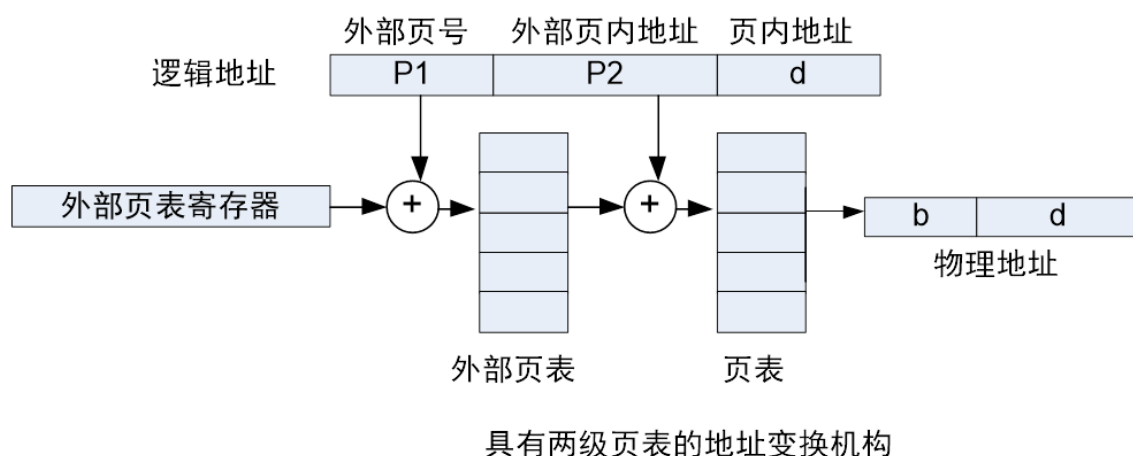 外部页号 外部页内地址 页内地址
逻辑地址 P1 P2 d
外部页表寄存器 + +
b d
物理地址
外部页表 页表
具有两级页表的地址变换机构